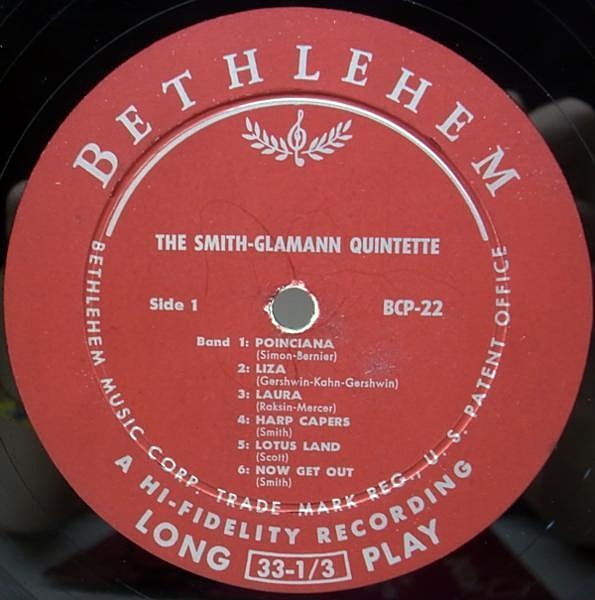 BETHLEHEM
THE SMITH-GLAMANN QUINTETTE
Side 1
BCP-22
Band 1: POINCIANA
(Simon-Bernier)
2: LIZA
(Gershwin-Kahn-Gershwin)
3: LAURA
(Raksin-Mercer)
4: HARP CAPERS
(Smith)
5: LOTUS LAND
(Scott)
6: NOW GET OUT
(Smith)
BETHLEHEM MUSIC CORP. TRADE MARK REG., U. S. PATENT OFFICE
A HI-FIDELITY RECORDING
LONG 33-1/3 PLAY